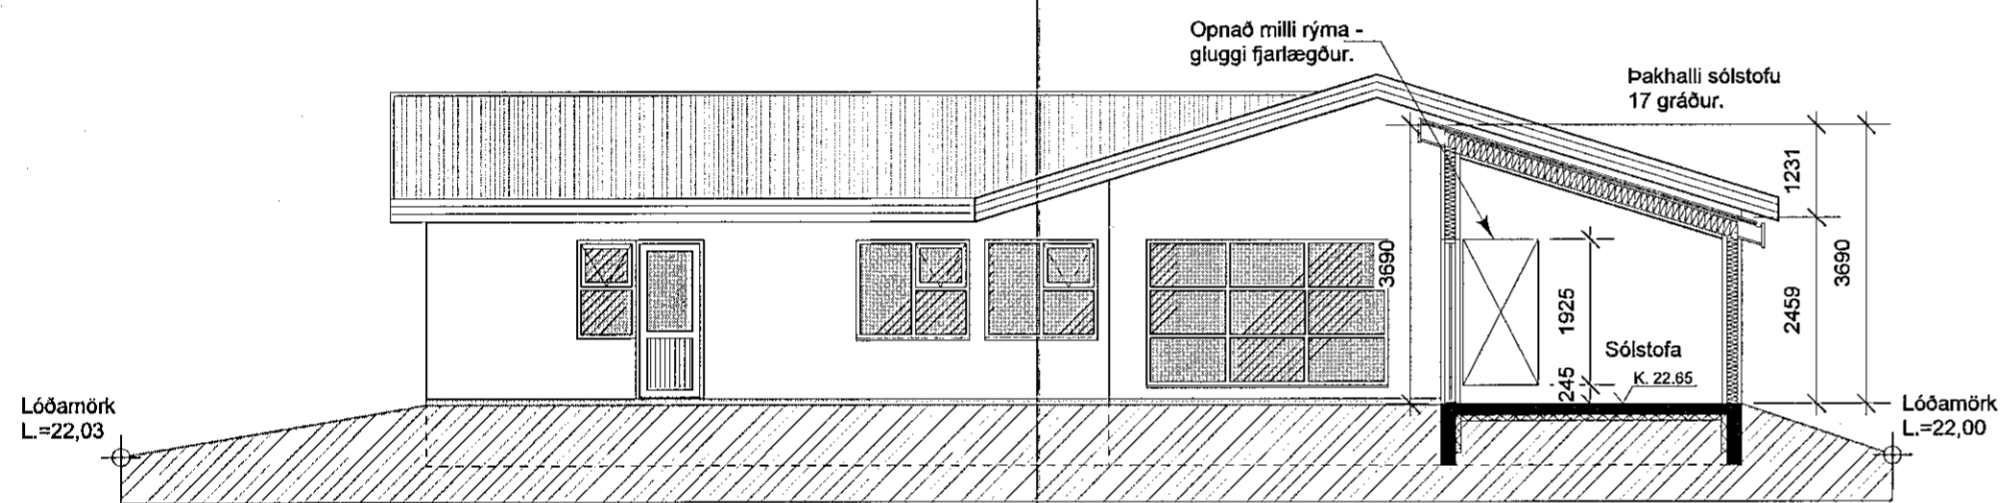 Opnað milli rýma -
gluggi fjarlægður.
Þakhalli sólstofu
17 gráður.
1231
3690
3690
2459
1925
245
Sólstofa
K. 22.65
Lóðamörk
L.=22,03
Lóðamörk
L.=22,00